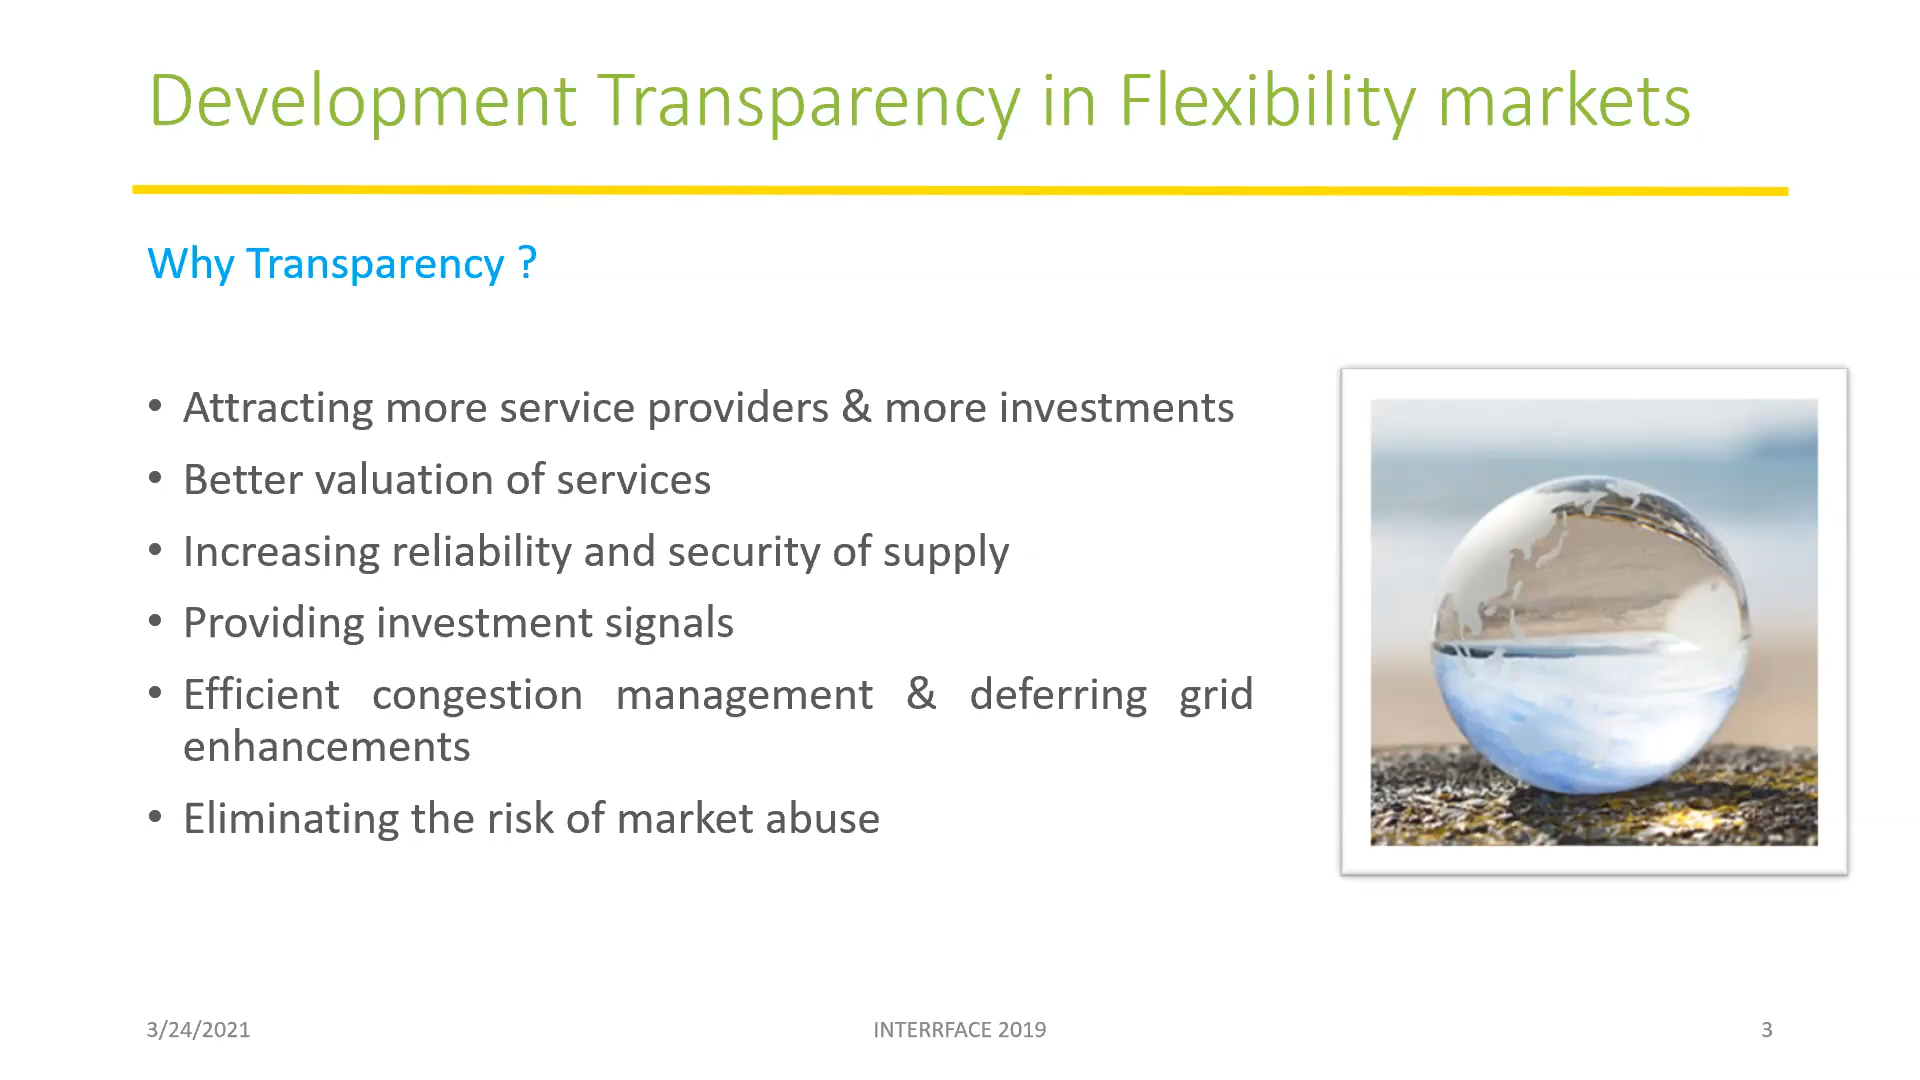 Development Transparency in Flexibility markets
Why Transparency ?
• Attracting more service providers & more investments
• Better valuation of services
• Increasing reliability and security of supply
• Providing investment signals
• Efficient congestion management & deferring grid
enhancements
• Eliminating the risk of market abuse
3/24/2021
INTERRFACE 2019
3